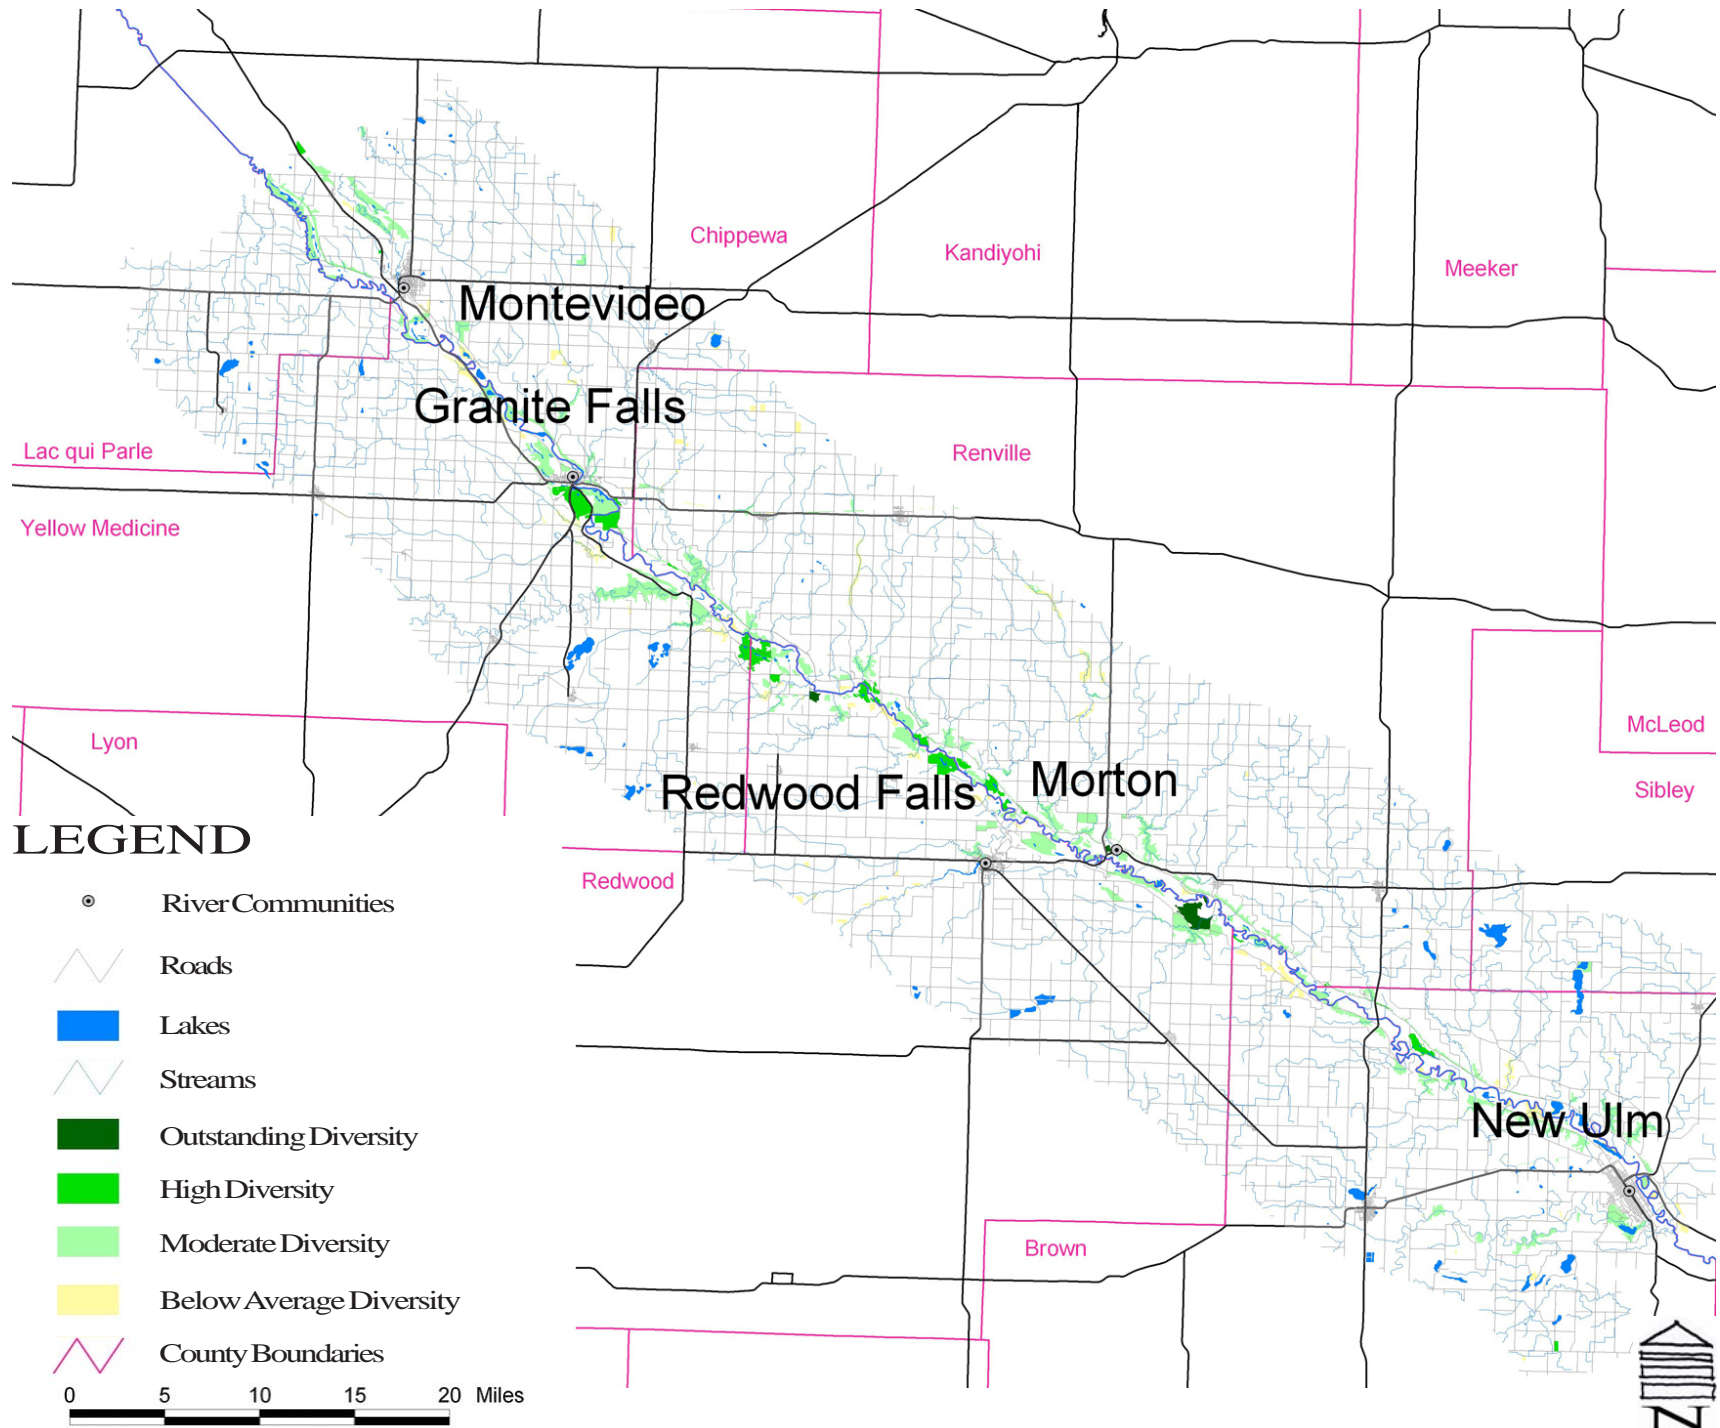 Chippewa
Kandiyohi
Meeker
Montevideo
Granite Falls
Lac qui Parle
Renville
Yellow Medicine
McLeod
Lyon
Redwood Falls
Morton
Sibley
LEGEND
Redwood
River Communities
Roads
Lakes
Streams
Outstanding Diversity
New Ulm
High Diversity
Moderate Diversity
Brown
Below Average Diversity
County Boundaries
0 5 10 15 20 Miles
N